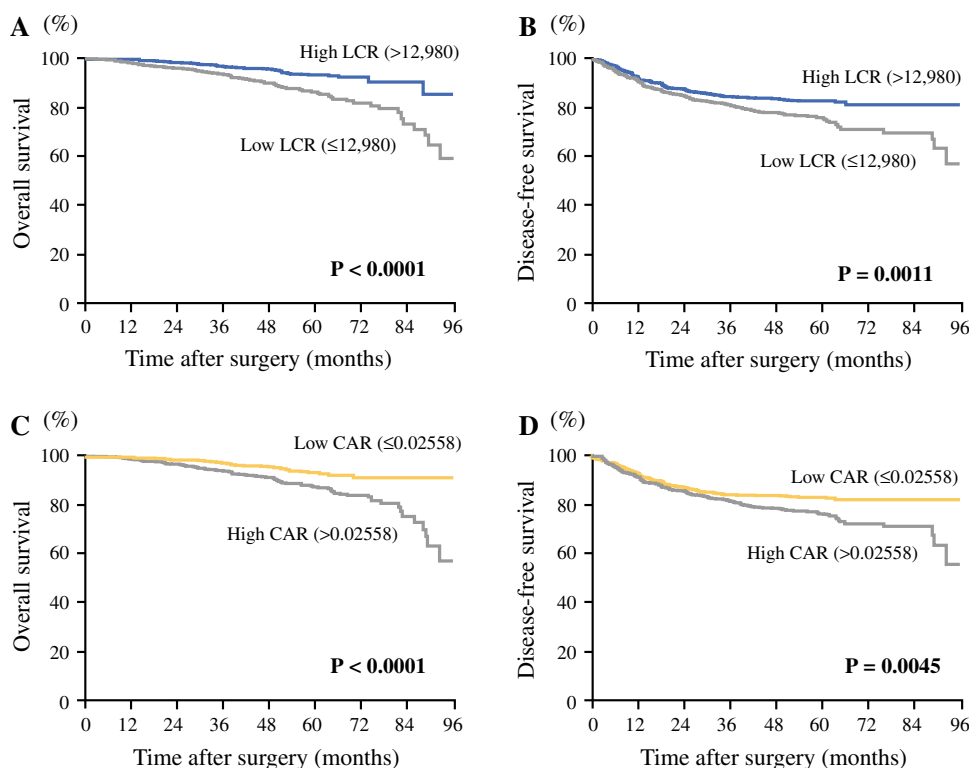 A (%)
Overall survival
100
80
60
40
20
0
High LCR (>12,980)
Low LCR (≤12,980)
P < 0.0001
0 12 24 36 48 60 72 84 96
Time after surgery (months)
B (%)
Disease-free survival
100
80
60
40
20
0
High LCR (>12,980)
Low LCR (≤12,980)
P = 0.0011
0 12 24 36 48 60 72 84 96
Time after surgery (months)
C (%)
Overall survival
100
80
60
40
20
0
Low CAR (≤0.02558)
High CAR (>0.02558)
P < 0.0001
0 12 24 36 48 60 72 84 96
Time after surgery (months)
D (%)
Disease-free survival
100
80
60
40
20
0
Low CAR (≤0.02558)
High CAR (>0.02558)
P = 0.0045
0 12 24 36 48 60 72 84 96
Time after surgery (months)